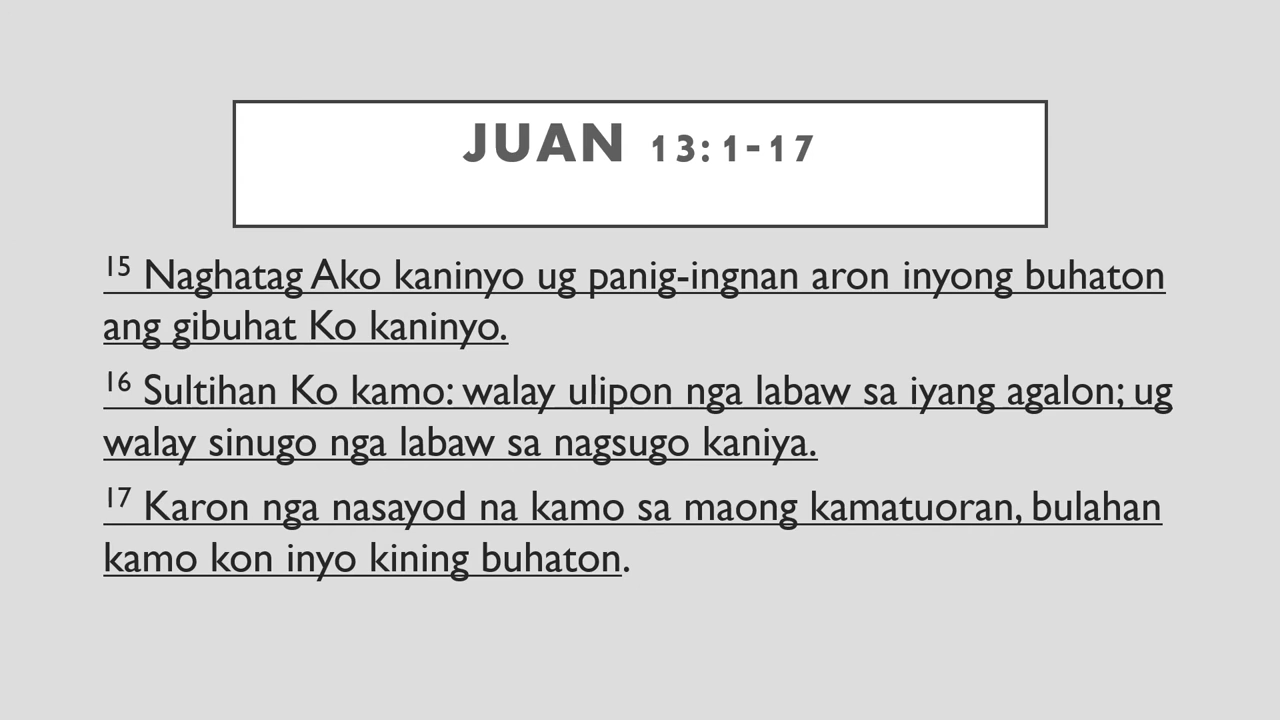 JUAN 13:1-17
15 Naghatag Ako kaninyo ug panig-ingnan aron inyong buhaton
ang gibuhat Ko kaninyo.
16 Sultihan Ko kamo: walay ulipon nga labaw sa iyang agalon; ug
walay sinugo nga labaw sa nagsugo kaniya.
17 Karon nga nasayod na kamo sa maong kamatuoran, bulahan
kamo kon inyo kining buhaton.